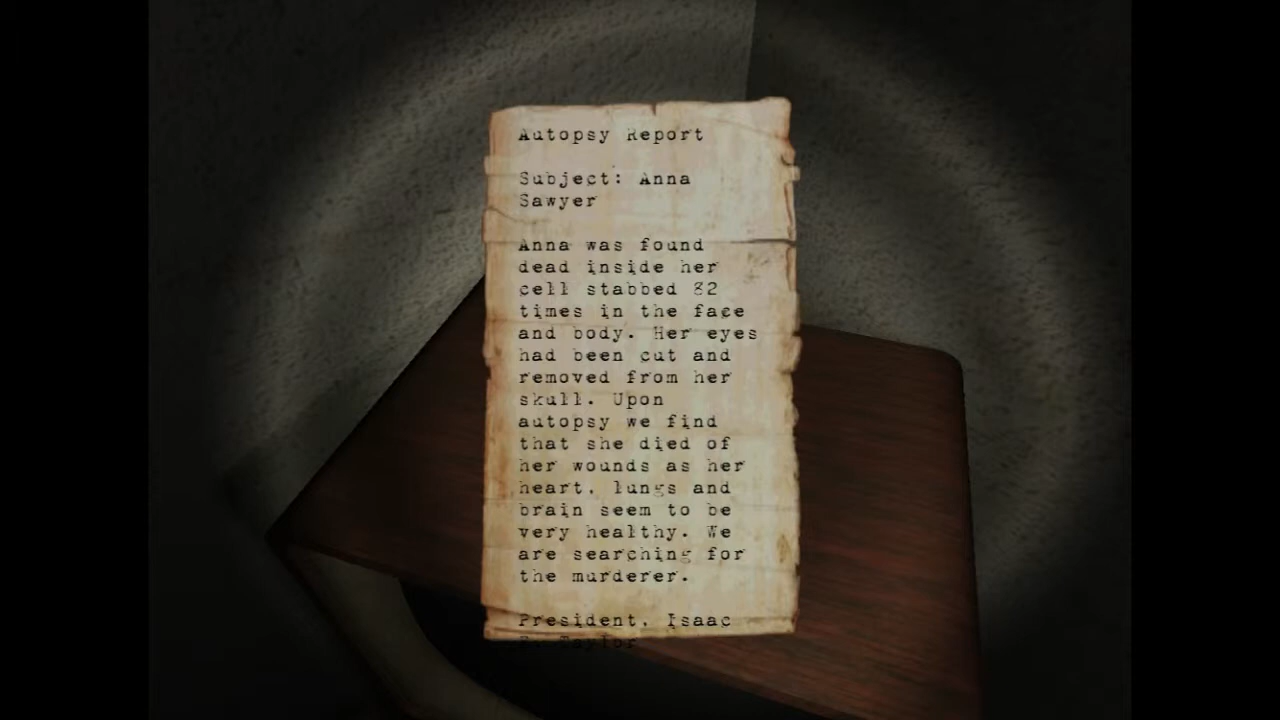 Autopsy Report
Subject: Anna
Sawyer
Anna was found
dead inside her
cell stabbed 82
times in the face
and body. Her eyes
had been cut and
removed from her
skull. Upon
autopsy we find
that she died of
her wounds as her
heart, lungs and
brain seem to be
very healthy. We
are searching for
the murderer.
President, Isaac
Taylor